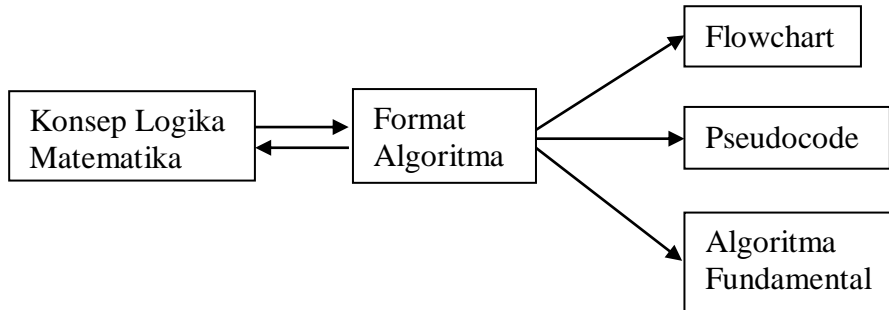 Konsep Logika
Matematika
Format
Algoritma
Flowchart
Pseudocode
Algoritma
Fundamental